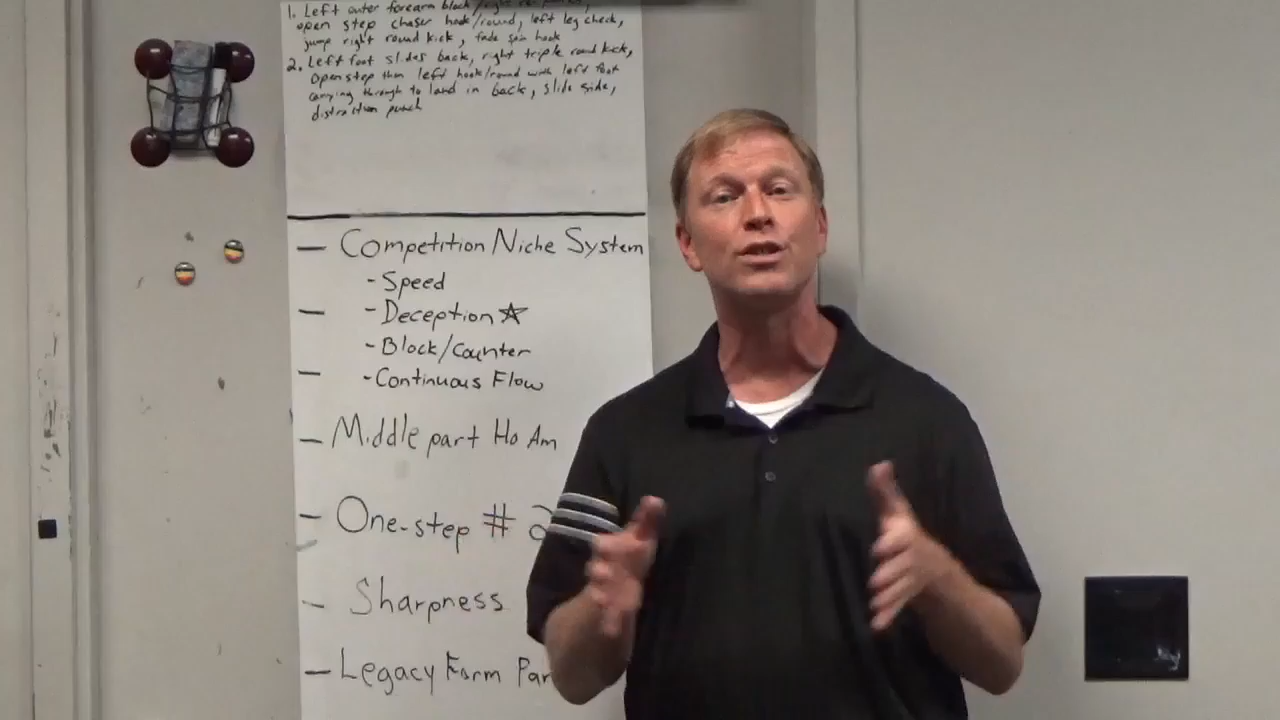 1. Left outer forearm block/right
open step chaser hook/round, left leg check,
jump right round kick, fade spin hook
2. Left foot slides back, right triple round kick,
Open step then left hook/round with left foot
carrying through to land in back, slide side,
distraction punch
— Competition Niche System
- Speed
— - Deception ☆
- Block/Counter
— - Continuous Flow
— Middle part Ho Am
— One-step # 2
— Sharpness
— Legacy Form